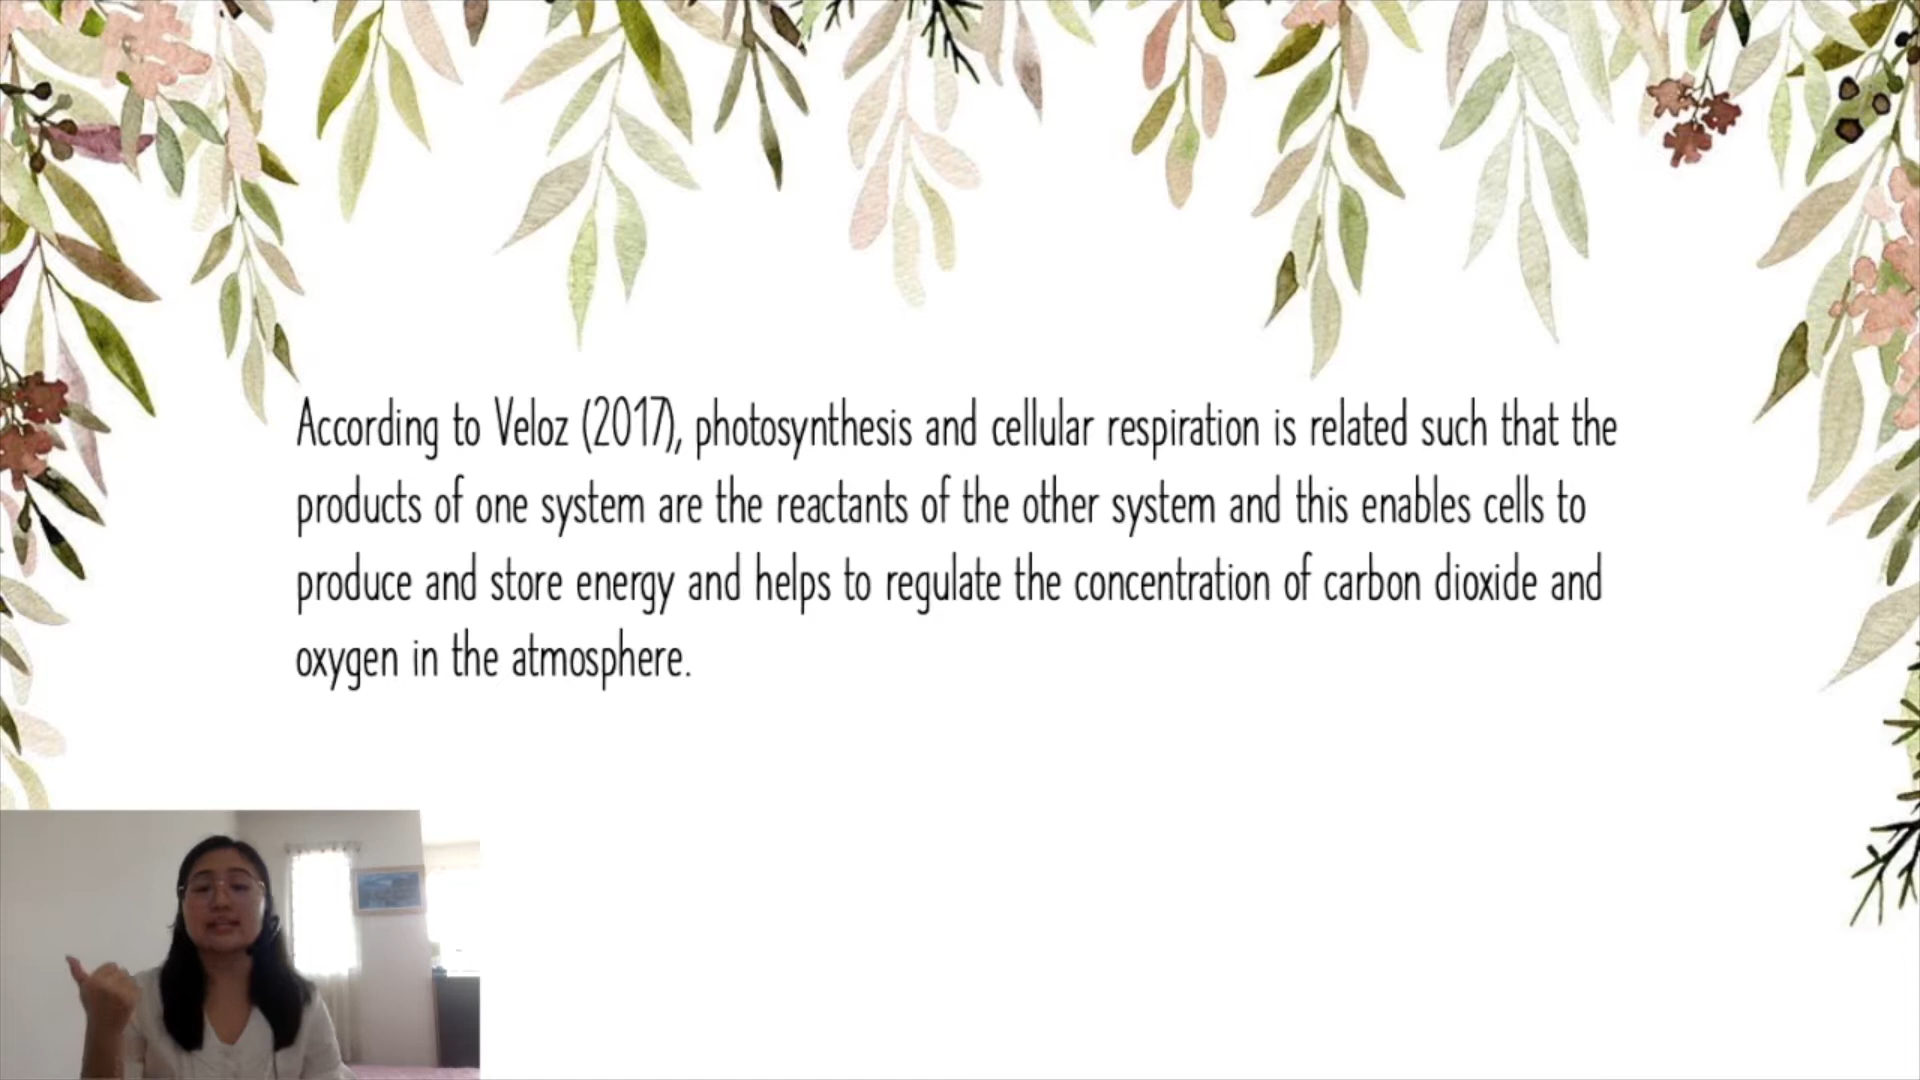 According to Veloz (2017), photosynthesis and cellular respiration is related such that the
products of one system are the reactants of the other system and this enables cells to
produce and store energy and helps to regulate the concentration of carbon dioxide and
oxygen in the atmosphere.